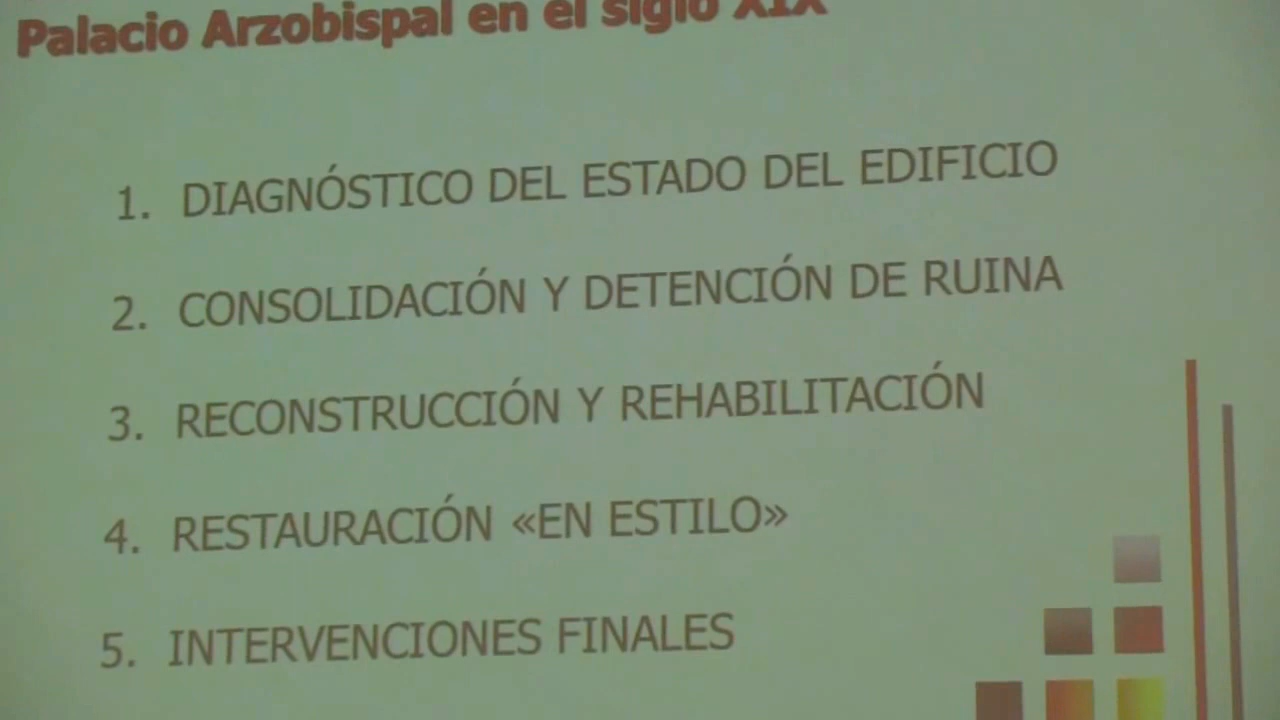 Palacio Arzobispal en el siglo XIX
1. DIAGNÓSTICO DEL ESTADO DEL EDIFICIO
2. CONSOLIDACIÓN Y DETENCIÓN DE RUINA
3. RECONSTRUCCIÓN Y REHABILITACIÓN
4. RESTAURACIÓN «EN ESTILO»
5. INTERVENCIONES FINALES